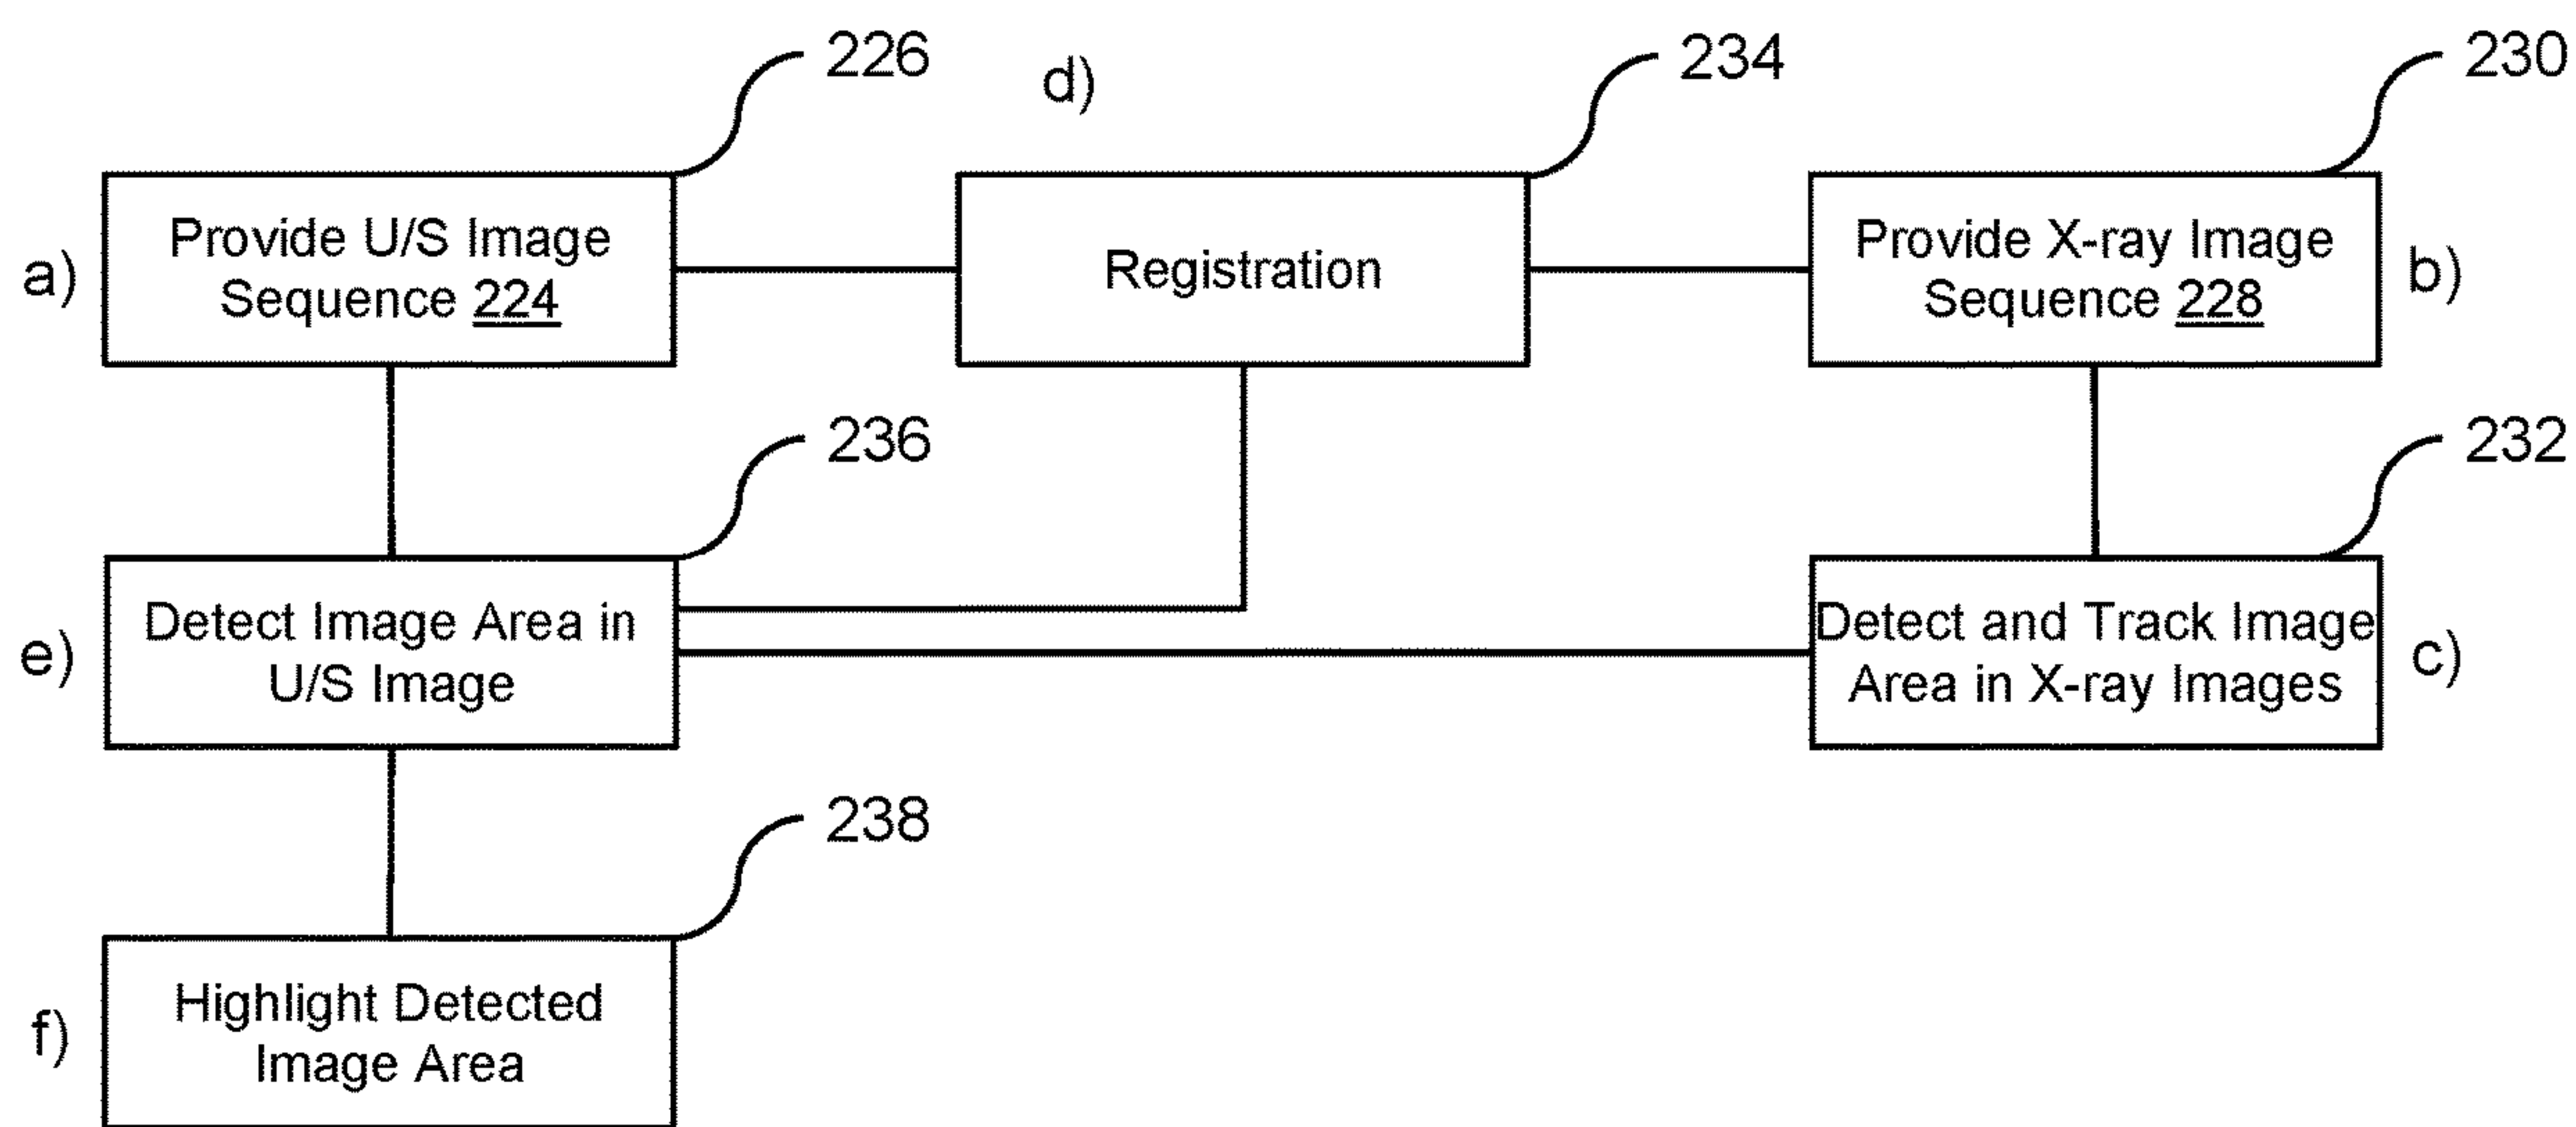 226
d)
234
230
a)
Provide U/S Image
Sequence 224
Registration
Provide X-ray Image
Sequence 228
b)
236
232
e)
Detect Image Area in
U/S Image
Detect and Track Image
Area in X-ray Images
c)
238
f)
Highlight Detected
Image Area